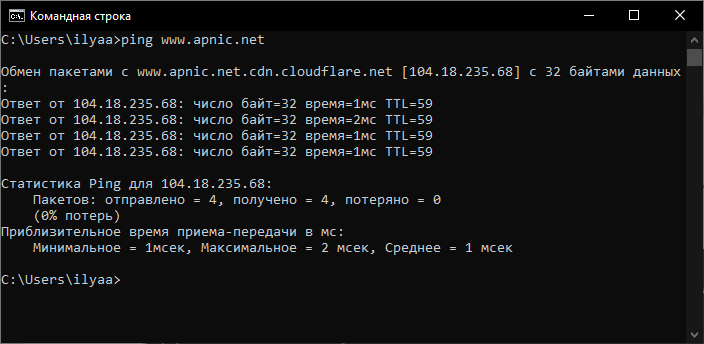 Командная строка
C:\Users\ilyaa>ping www.apnic.net
Обмен пакетами с www.apnic.net.cdn.cloudflare.net [104.18.235.68] с 32 байтами данных
:
Ответ от 104.18.235.68: число байт=32 время=1мс TTL=59
Ответ от 104.18.235.68: число байт=32 время=2мс TTL=59
Ответ от 104.18.235.68: число байт=32 время=1мс TTL=59
Ответ от 104.18.235.68: число байт=32 время=1мс TTL=59
Статистика Ping для 104.18.235.68:
    Пакетов: отправлено = 4, получено = 4, потеряно = 0
    (0% потерь)
Приблизительное время приема-передачи в мс:
    Минимальное = 1мсек, Максимальное = 2 мсек, Среднее = 1 мсек
C:\Users\ilyaa>